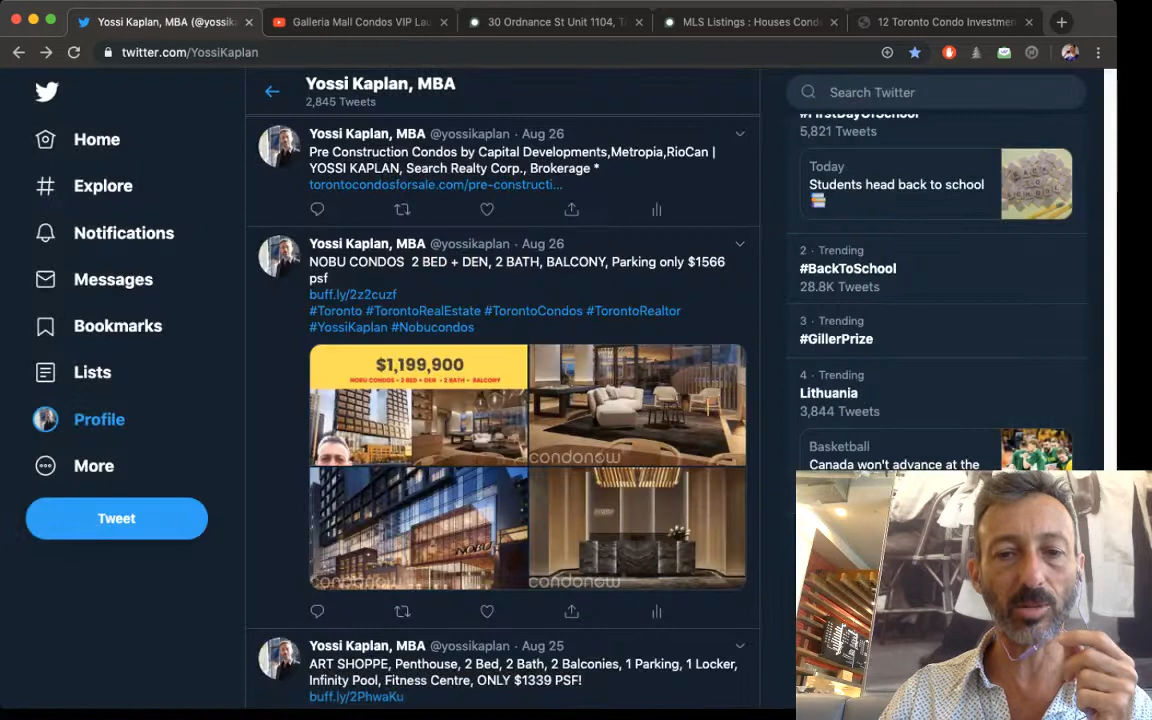 Yossi Kaplan, MBA (@yossik
Galleria Mall Condos VIP Lau
30 Ordnance St Unit 1104, T
MLS Listings : Houses Cond
12 Toronto Condo Investmen
twitter.com/YossiKaplan
Home
Explore
Notifications
Messages
Bookmarks
Lists
Profile
More
Tweet
Yossi Kaplan, MBA
2,845 Tweets
Yossi Kaplan, MBA @yossikaplan · Aug 26
Pre Construction Condos by Capital Developments,Metropia,RioCan |
YOSSI KAPLAN, Search Realty Corp., Brokerage *
torontocondosforsale.com/pre-constructi...
Yossi Kaplan, MBA @yossikaplan · Aug 26
NOBU CONDOS 2 BED + DEN, 2 BATH, BALCONY, Parking only $1566
psf
buff.ly/2z2cuzf
#Toronto #TorontoRealEstate #TorontoCondos #TorontoRealtor
#YossiKaplan #Nobucondos
$1,199,900
NOBU CONDOS • 2 BED + DEN • 2 BATH • BALCONY
condonow
NOBU
condonow
condonow
Yossi Kaplan, MBA @yossikaplan · Aug 25
ART SHOPPE, Penthouse, 2 Bed, 2 Bath, 2 Balconies, 1 Parking, 1 Locker,
Infinity Pool, Fitness Centre, ONLY $1339 PSF!
buff.ly/2PhwaKu
Search Twitter
#FirstDayOfSchool
5,821 Tweets
Today
Students head back to school
2 · Trending
#BackToSchool
28.8K Tweets
3 · Trending
#GillerPrize
4 · Trending
Lithuania
3,844 Tweets
Basketball
Canada won't advance at the